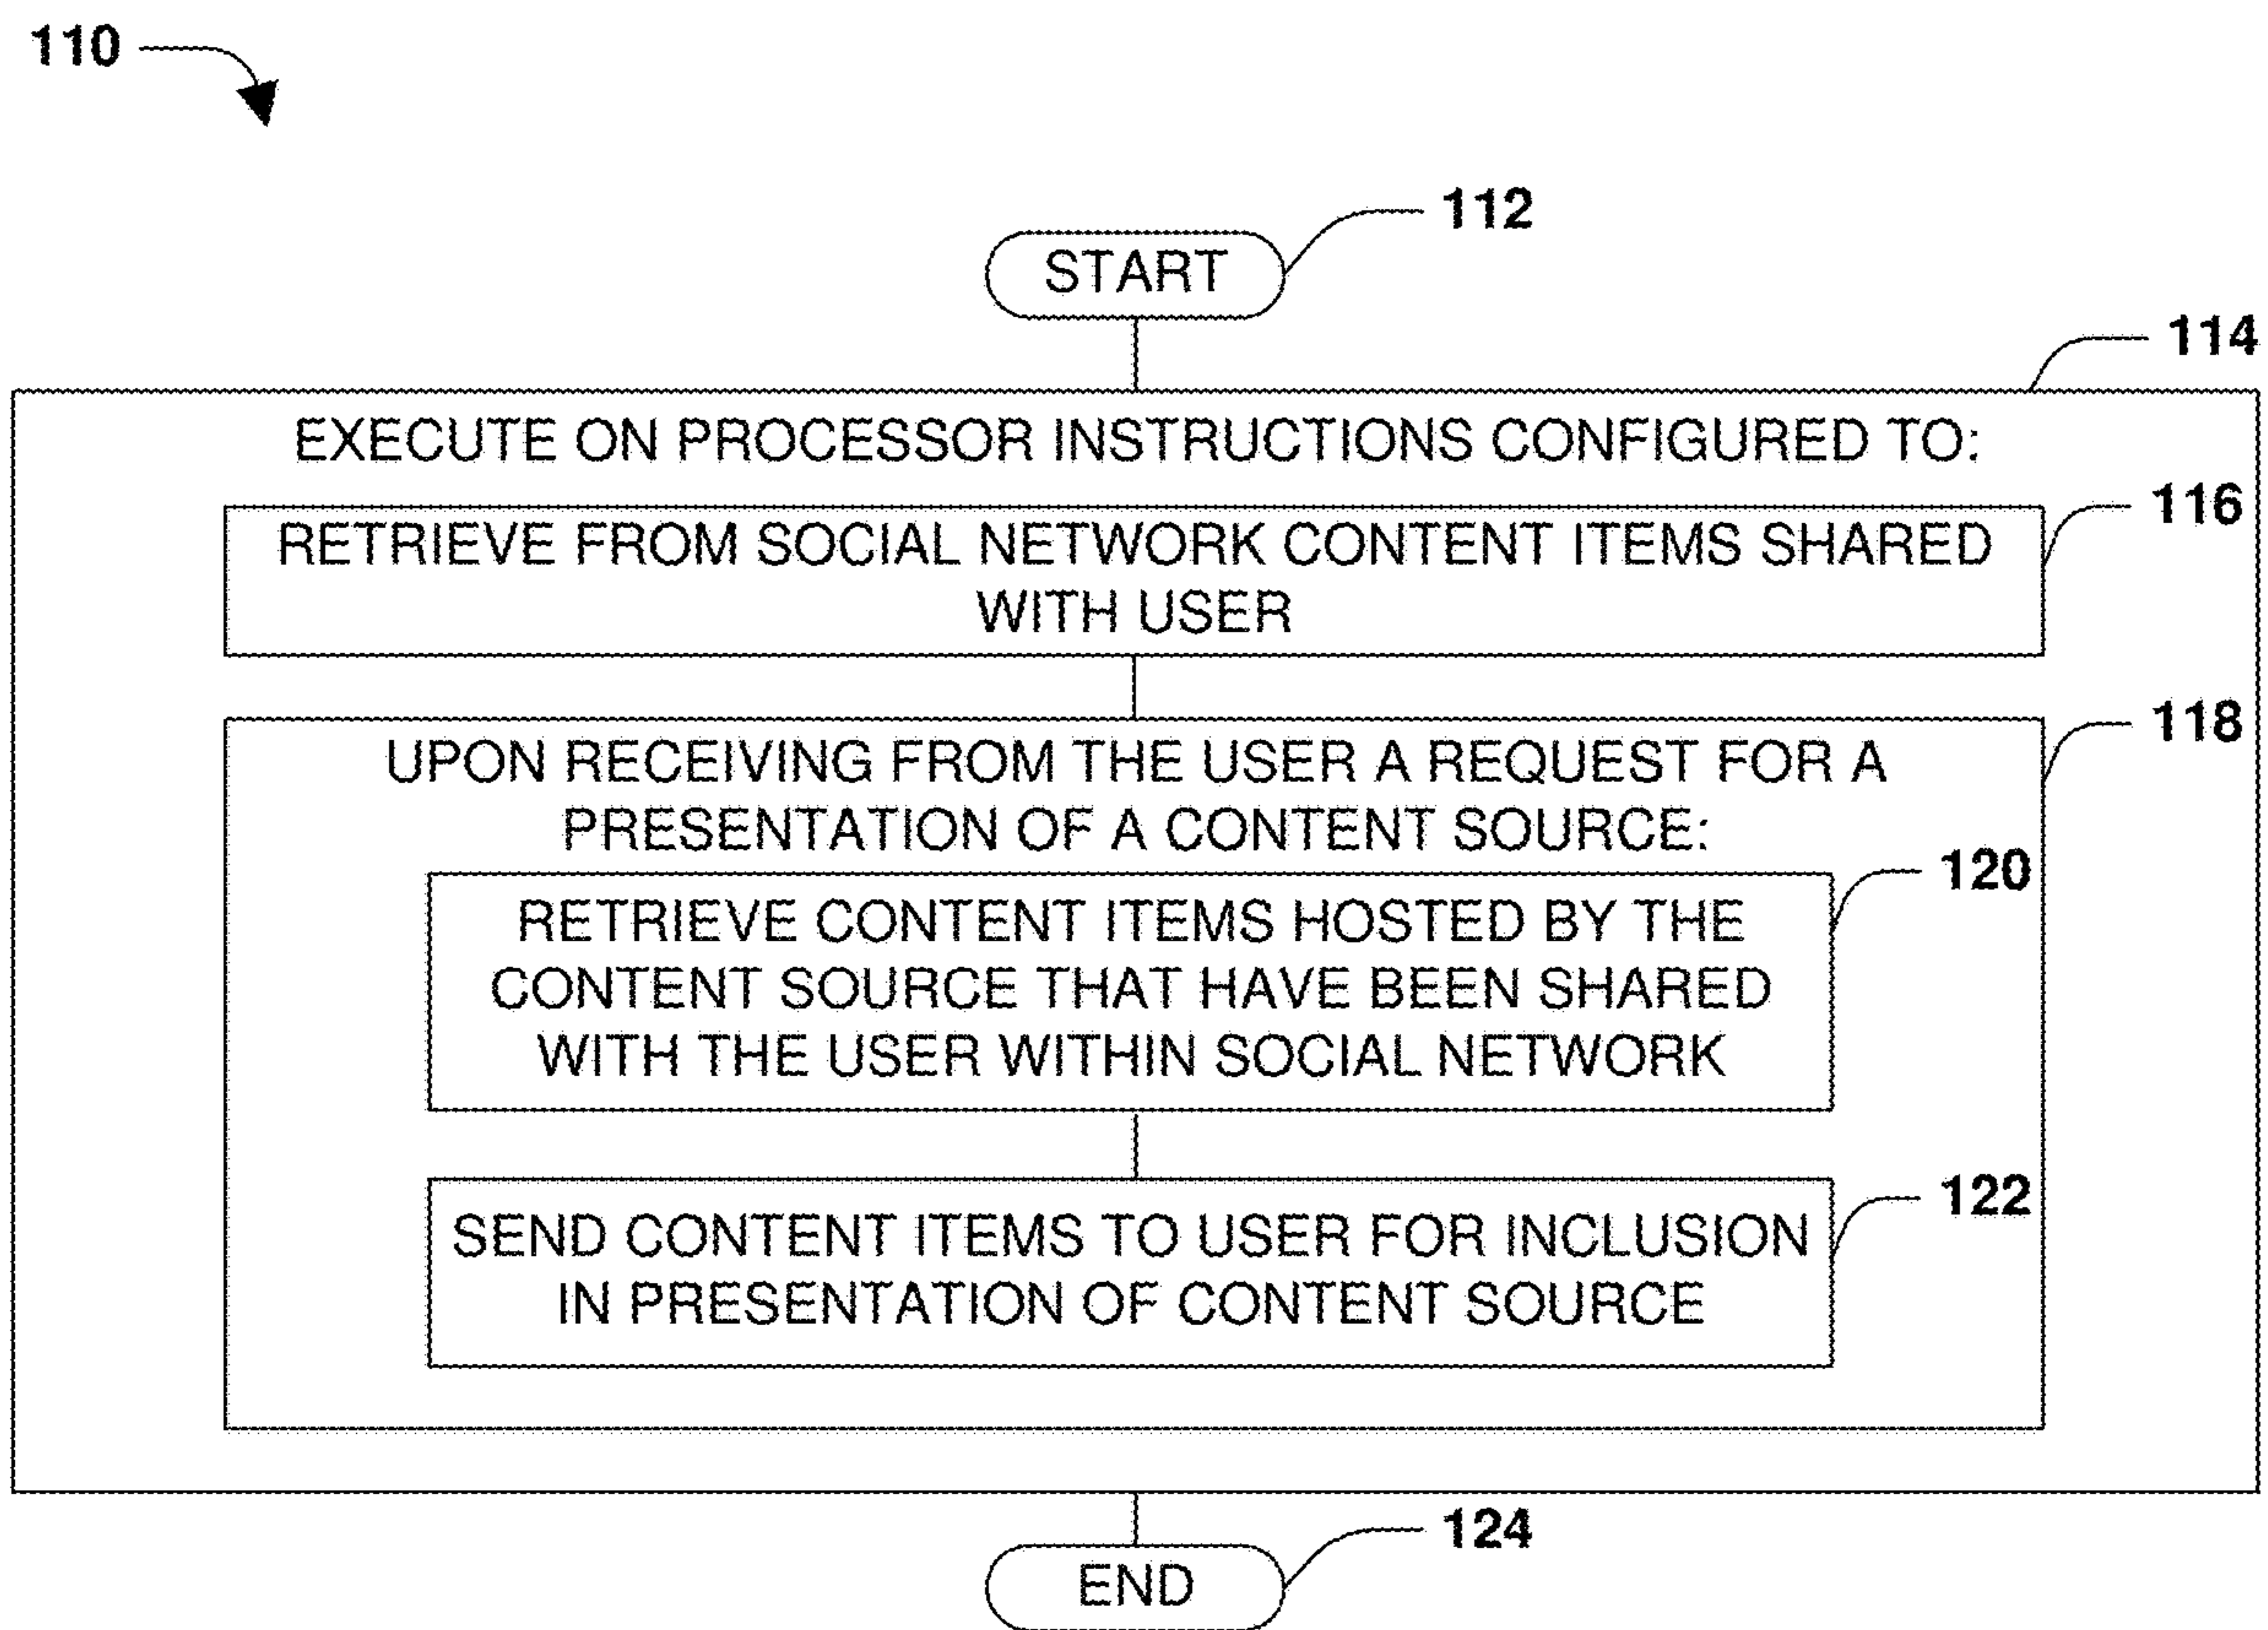 110
112
START
114
EXECUTE ON PROCESSOR INSTRUCTIONS CONFIGURED TO:
116
RETRIEVE FROM SOCIAL NETWORK CONTENT ITEMS SHARED
WITH USER
118
UPON RECEIVING FROM THE USER A REQUEST FOR A
PRESENTATION OF A CONTENT SOURCE:
120
RETRIEVE CONTENT ITEMS HOSTED BY THE
CONTENT SOURCE THAT HAVE BEEN SHARED
WITH THE USER WITHIN SOCIAL NETWORK
122
SEND CONTENT ITEMS TO USER FOR INCLUSION
IN PRESENTATION OF CONTENT SOURCE
124
END